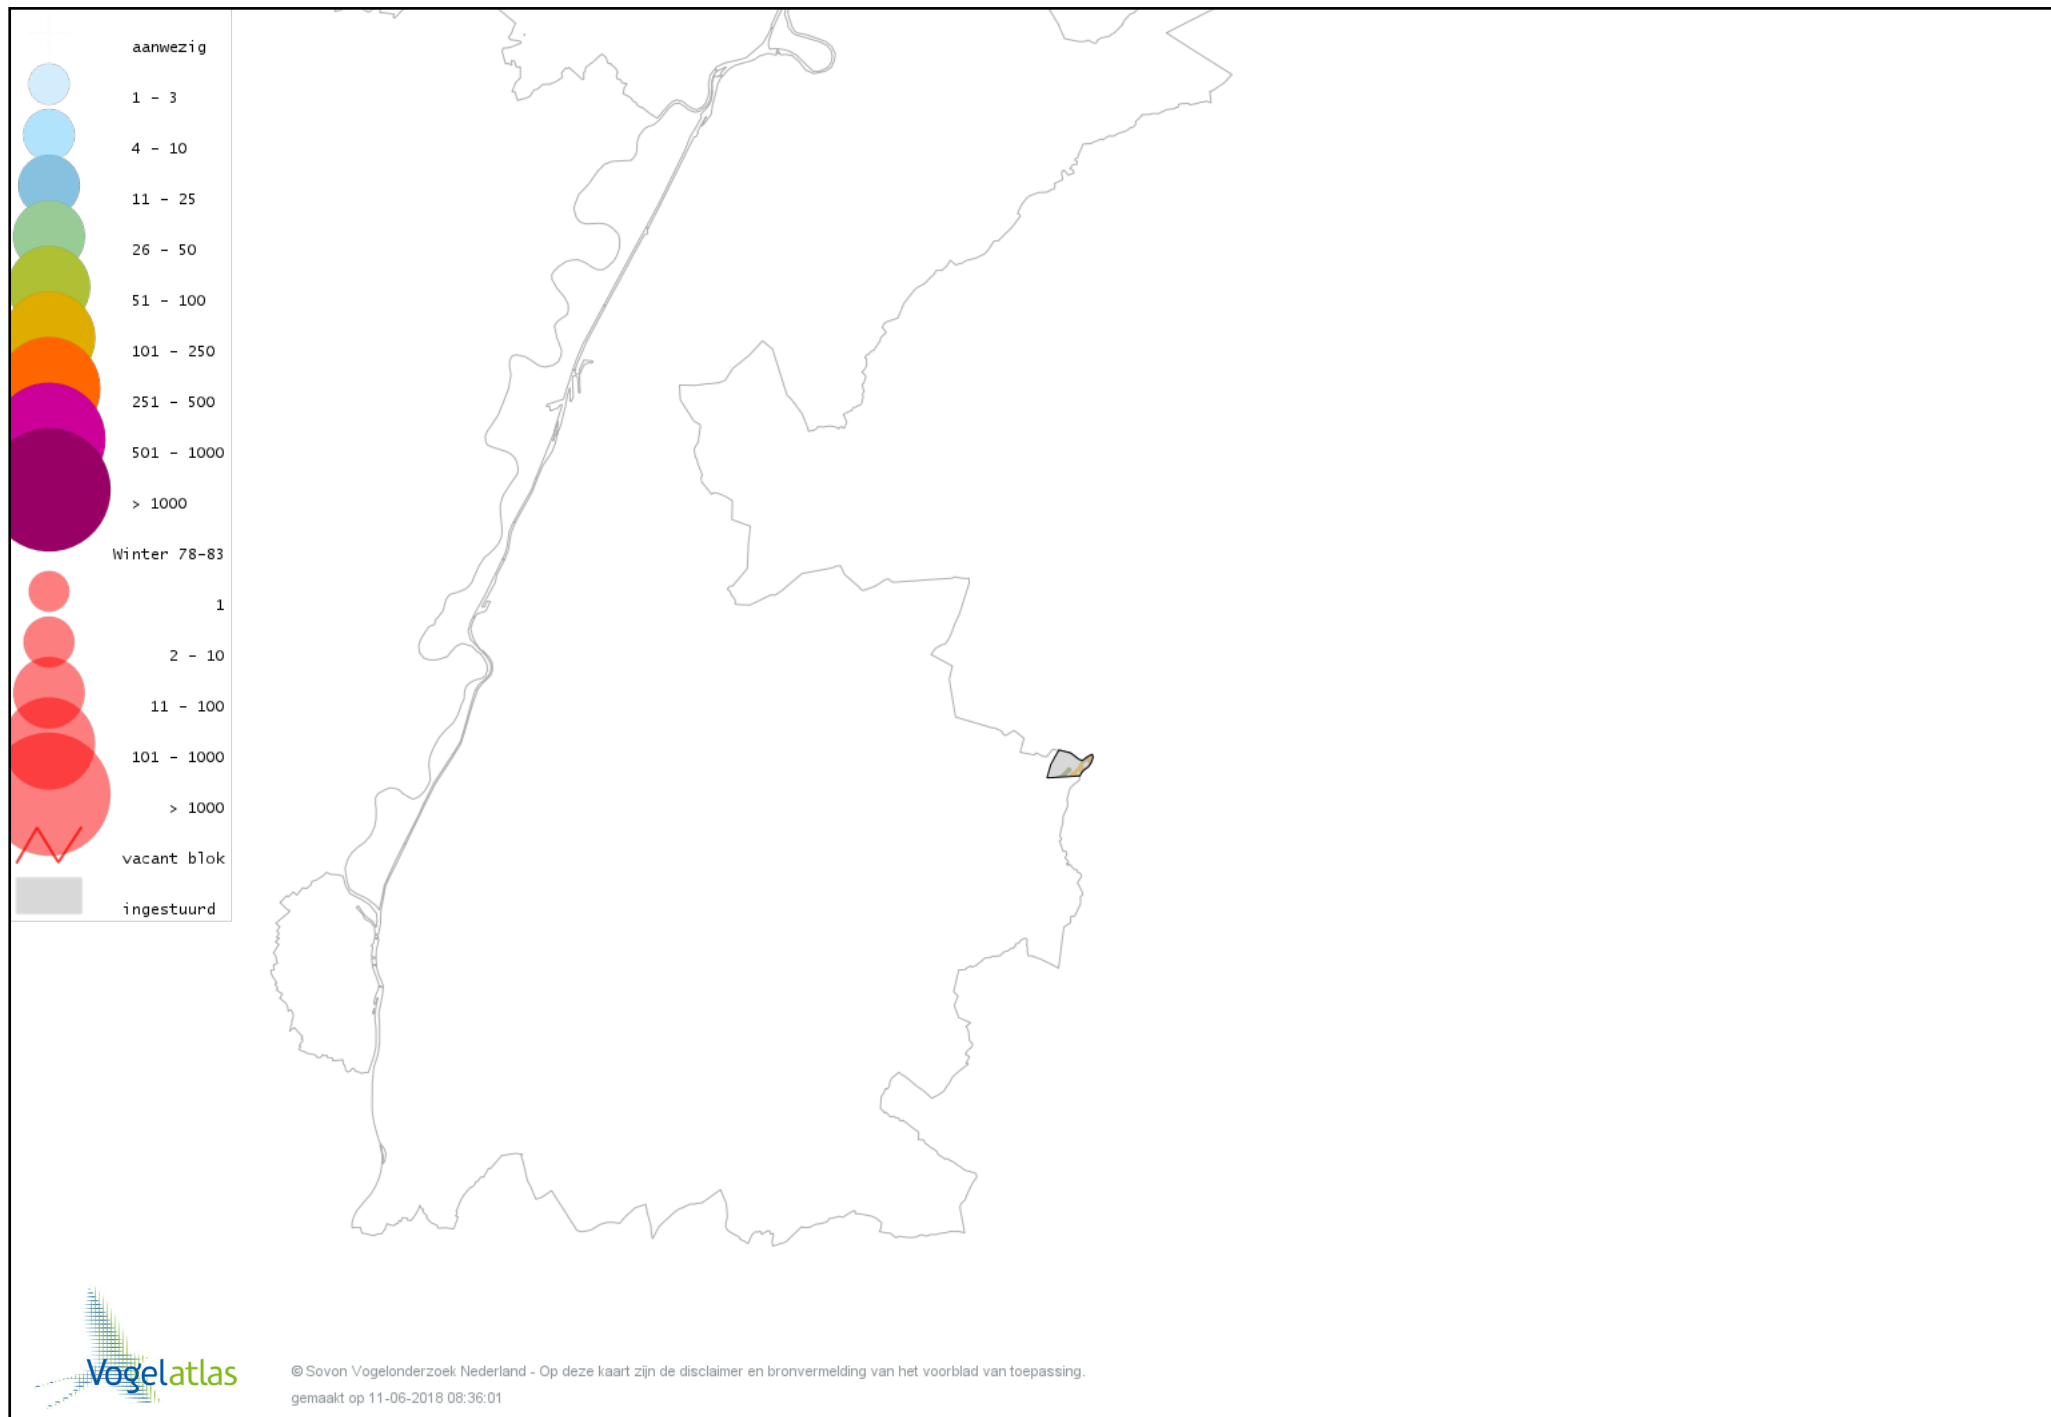 aanwezig
1 - 3
4 - 10
11 - 25
26 - 50
51 - 100
101 - 250
251 - 500
501 - 1000
> 1000
Winter 78-83
1
2 - 10
11 - 100
101 - 1000
> 1000
vacant blok
ingestuurd
Vogelatlas
© Sovon Vogelonderzoek Nederland - Op deze kaart zijn de disclaimer en bronvermelding van het voorblad van toepassing.
gemaakt op 11-06-2018 08:36:01